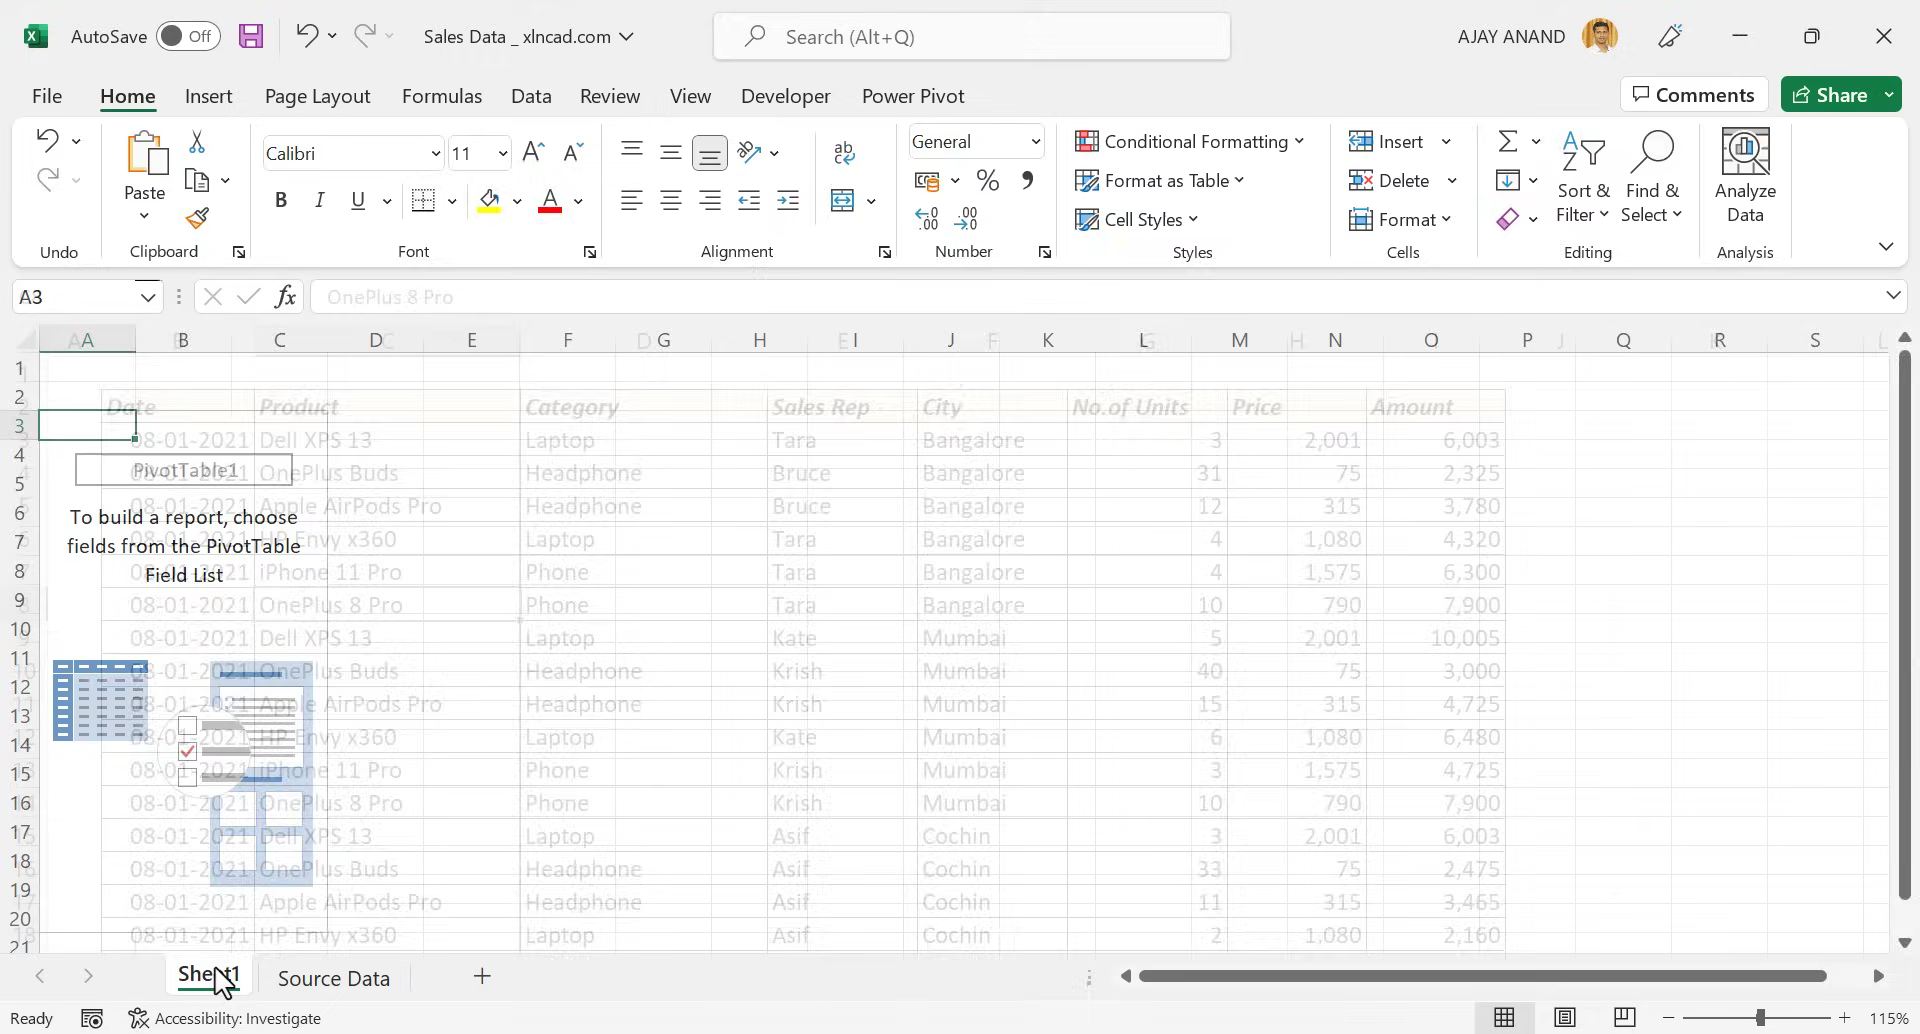 AutoSave Off Sales Data _ xlncad.com Search (Alt+Q) AJAY ANAND
File Home Insert Page Layout Formulas Data Review View Developer Power Pivot Comments Share
Paste Calibri 11 B I U General Conditional Formatting Format as Table Cell Styles Insert Delete Format Sort & Filter Find & Select Analyze Data
Undo Clipboard Font Alignment Number Styles Cells Editing Analysis
A3 fx OnePlus 8 Pro
A B C D E F G H I J K L M N O P Q R S
1
2 Date Product Category Sales Rep City No.of Units Price Amount
3 08-01-2021 Dell XPS 13 Laptop Tara Bangalore 3 2,001 6,003
4 08-01-2021 OnePlus Buds Headphone Bruce Bangalore 31 75 2,325
PivotTable1
5 08-01-2021 Apple AirPods Pro Headphone Bruce Bangalore 12 315 3,780
6 To build a report, choose
7 08-01-2021 HP Envy x360 Laptop Tara Bangalore 4 1,080 4,320
fields from the PivotTable
8 08-01-2021 iPhone 11 Pro Phone Tara Bangalore 4 1,575 6,300
Field List
9 08-01-2021 OnePlus 8 Pro Phone Tara Bangalore 10 790 7,900
10 08-01-2021 Dell XPS 13 Laptop Kate Mumbai 5 2,001 10,005
11 08-01-2021 OnePlus Buds Headphone Krish Mumbai 40 75 3,000
12
13 08-01-2021 Apple AirPods Pro Headphone Krish Mumbai 15 315 4,725
14 08-01-2021 HP Envy x360 Laptop Kate Mumbai 6 1,080 6,480
15 08-01-2021 iPhone 11 Pro Phone Krish Mumbai 3 1,575 4,725
16 08-01-2021 OnePlus 8 Pro Phone Krish Mumbai 10 790 7,900
17 08-01-2021 Dell XPS 13 Laptop Asif Cochin 3 2,001 6,003
18 08-01-2021 OnePlus Buds Headphone Asif Cochin 33 75 2,475
19 08-01-2021 Apple AirPods Pro Headphone Asif Cochin 11 315 3,465
20
21 08-01-2021 HP Envy x360 Laptop Asif Cochin 2 1,080 2,160
Sheet1 Source Data
Ready Accessibility: Investigate 115%